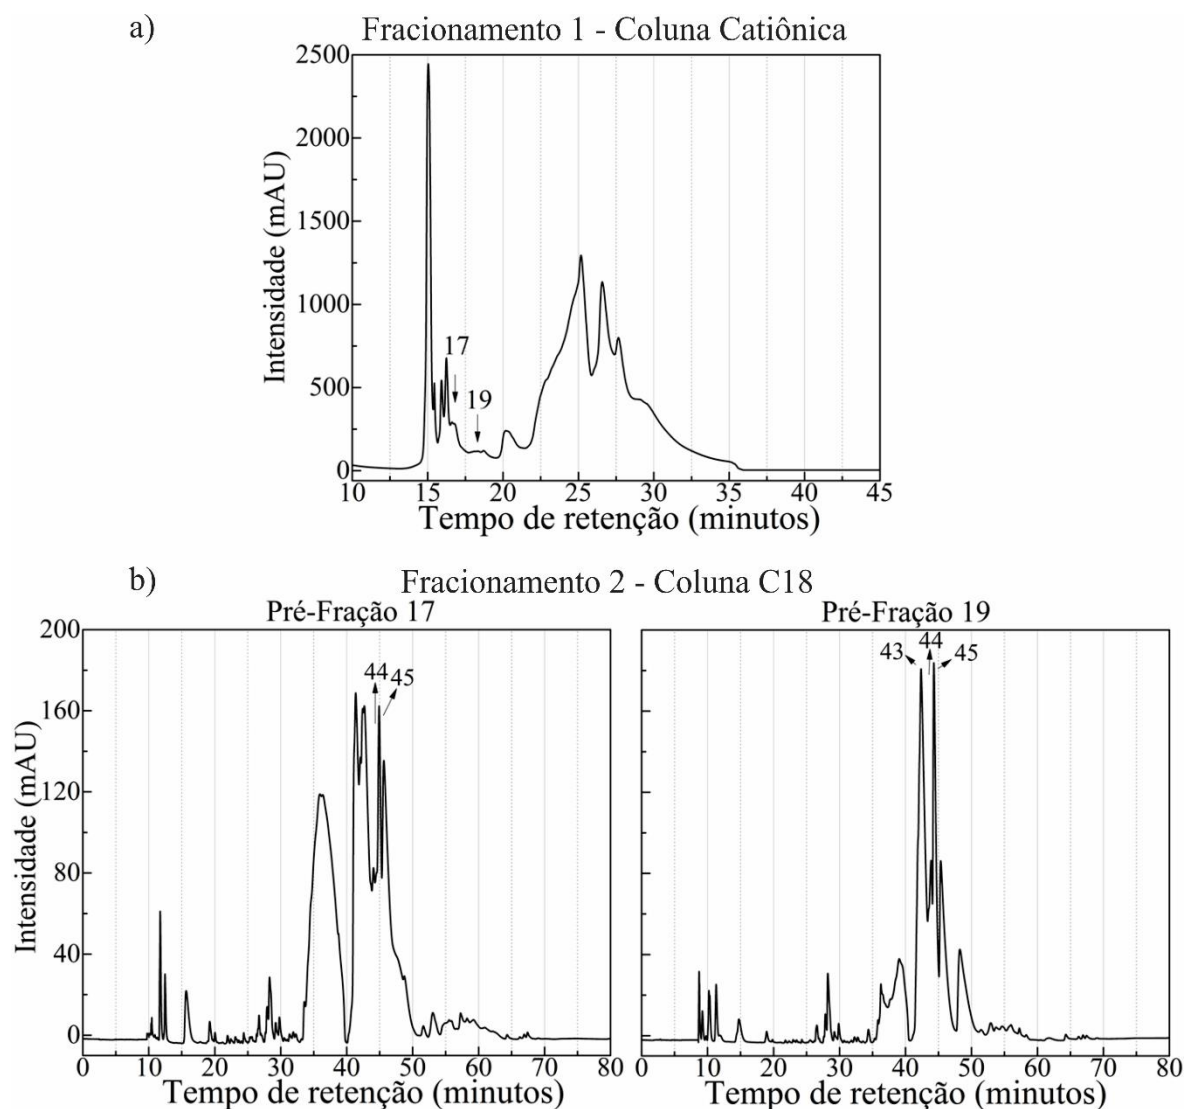 a)
Fracionamento 1 - Coluna Catiônica
Intensidade (mAU)
2500
2000
1500
1000
500
0
17
19
10 15 20 25 30 35 40 45
Tempo de retenção (minutos)
b)
Fracionamento 2 - Coluna C18
Pré-Fração 17
Intensidade (mAU)
200
160
120
80
40
0
44
45
0 10 20 30 40 50 60 70 80
Tempo de retenção (minutos)
Pré-Fração 19
43
44
45
0 10 20 30 40 50 60 70 80
Tempo de retenção (minutos)